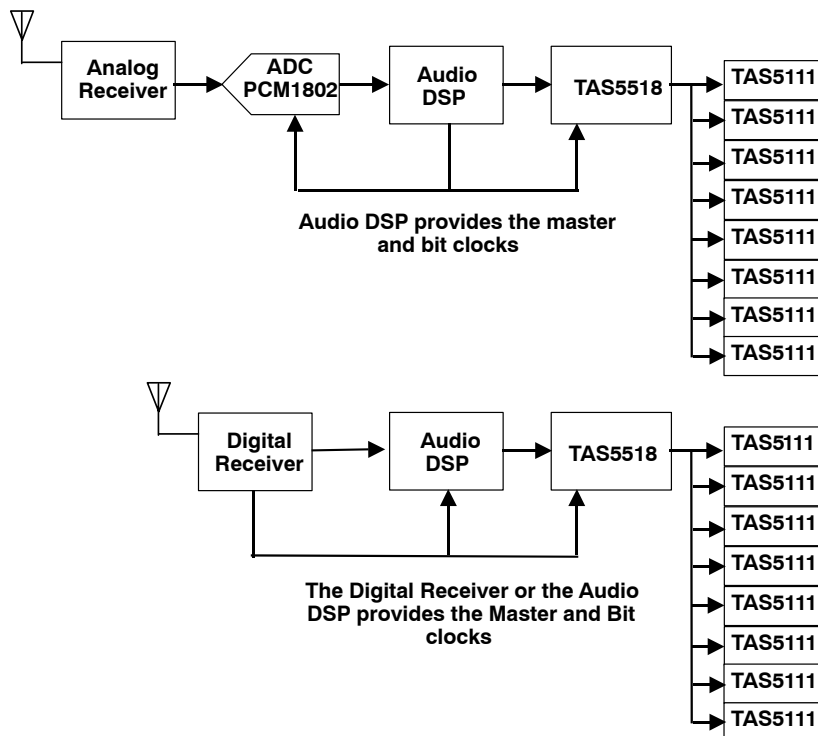 Analog
Receiver
ADC
PCM1802
Audio
DSP
TAS5518
TAS5111
TAS5111
TAS5111
TAS5111
TAS5111
TAS5111
TAS5111
TAS5111
Audio DSP provides the master
and bit clocks
Digital
Receiver
Audio
DSP
TAS5518
TAS5111
TAS5111
TAS5111
TAS5111
TAS5111
TAS5111
TAS5111
TAS5111
The Digital Receiver or the Audio
DSP provides the Master and Bit
clocks